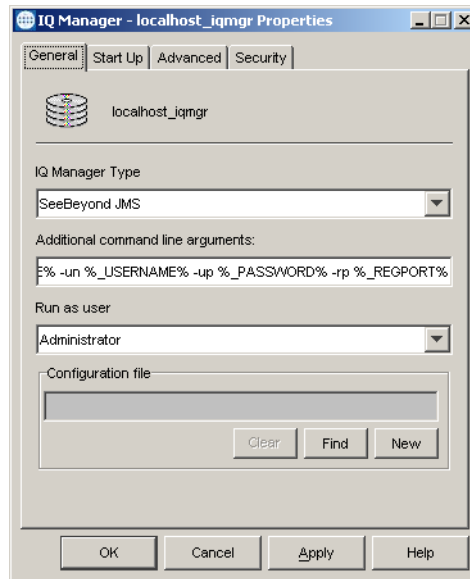 IQ Manager - localhost_iqmgr Properties
General Start Up Advanced Security
localhost_iqmgr
IQ Manager Type
SeeBeyond JMS
Additional command line arguments:
E% -un %_USERNAME% -up %_PASSWORD% -rp %_REGPORT%
Run as user
Administrator
Configuration file
Clear Find New
OK Cancel Apply Help